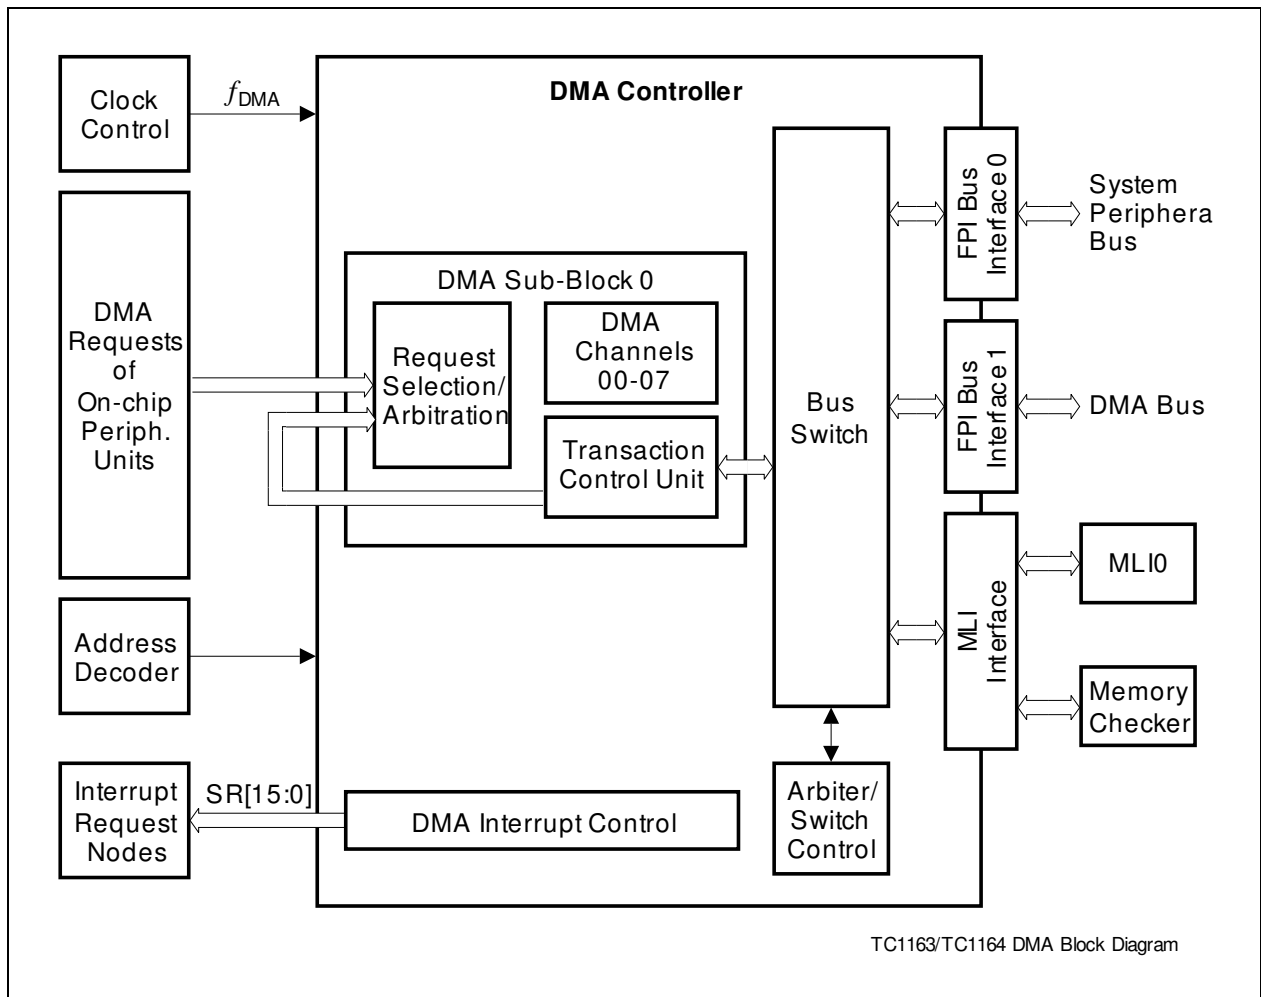 Clock
Control
fDMA
DMA Controller
DMA
Requests
of
On-chip
Periph.
Units
DMA Sub-Block 0
Request
Selection/
Arbitration
DMA
Channels
00-07
Transaction
Control Unit
Bus
Switch
FPI Bus
Interface 0
System
Periphera
Bus
FPI Bus
Interface 1
DMA Bus
MLI
Interface
MLI0
Memory
Checker
Address
Decoder
Interrupt
Request
Nodes
SR[15:0]
DMA Interrupt Control
Arbiter/
Switch
Control
TC1163/TC1164 DMA Block Diagram